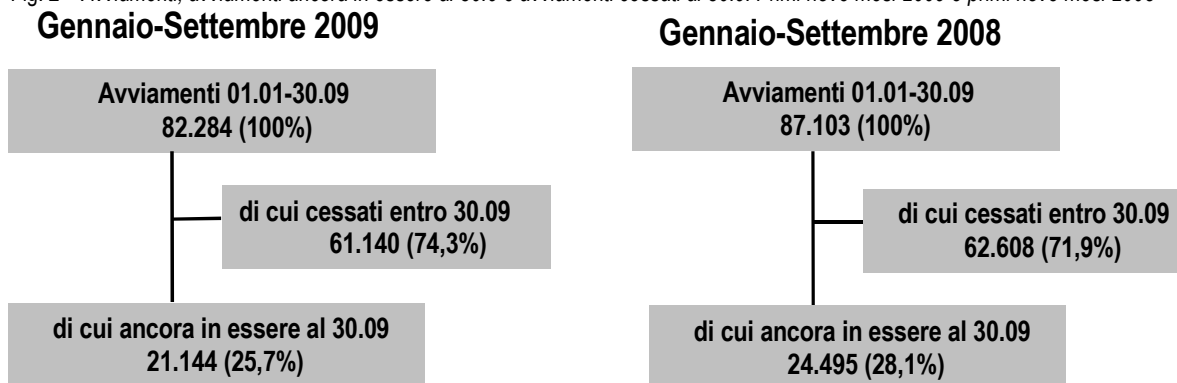 Gennaio-Settembre 2009
Avviamenti 01.01-30.09
82.284 (100%)
di cui cessati entro 30.09
61.140 (74,3%)
di cui ancora in essere al 30.09
21.144 (25,7%)
Gennaio-Settembre 2008
Avviamenti 01.01-30.09
87.103 (100%)
di cui cessati entro 30.09
62.608 (71,9%)
di cui ancora in essere al 30.09
24.495 (28,1%)